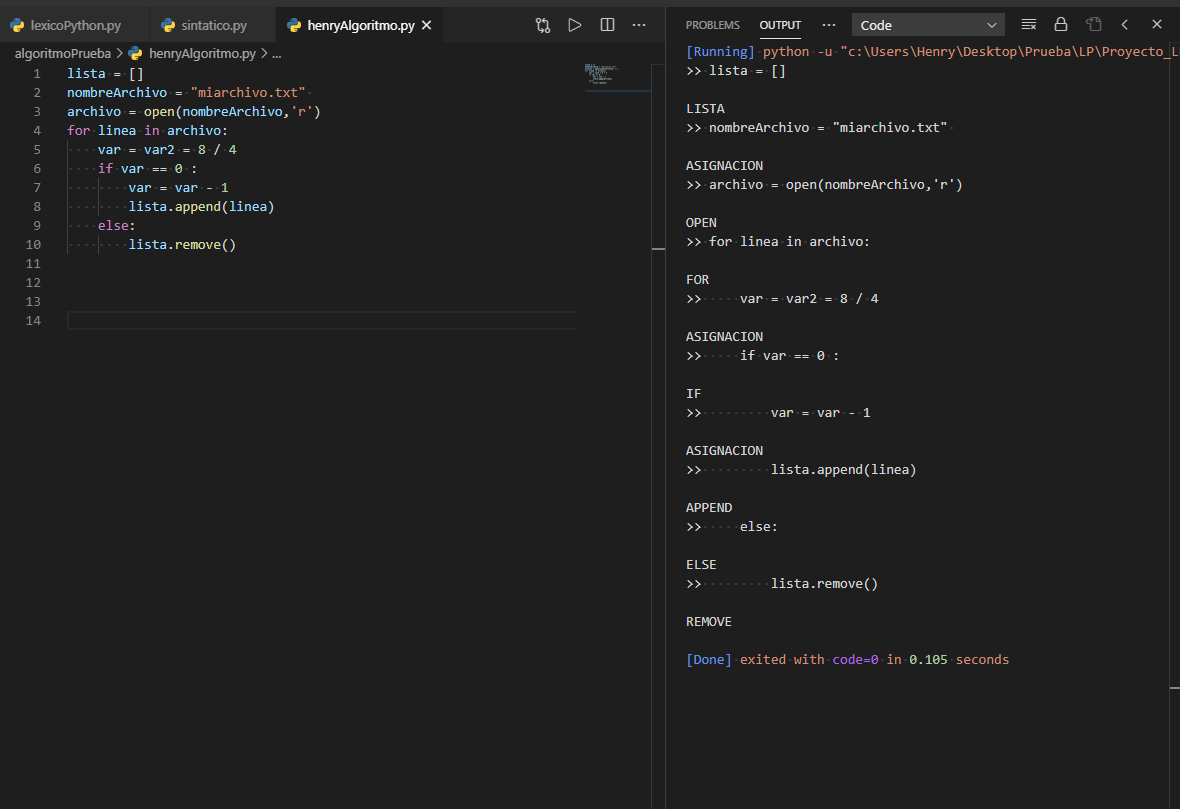 lexicoPython.py sintatico.py henryAlgoritmo.py
algoritmoPrueba > henryAlgoritmo.py > ...
1 lista = []
2 nombreArchivo = "miarchivo.txt"
3 archivo = open(nombreArchivo,'r')
4 for linea in archivo:
5     var = var2 = 8 / 4
6     if var == 0 :
7         var = var - 1
8         lista.append(linea)
9     else:
10         lista.remove()
11
12
13
14
PROBLEMS OUTPUT ... Code
[Running] python -u "c:\Users\Henry\Desktop\Prueba\LP\Proyecto_L
>> lista = []
LISTA
>> nombreArchivo = "miarchivo.txt"
ASIGNACION
>> archivo = open(nombreArchivo,'r')
OPEN
>> for linea in archivo:
FOR
>>     var = var2 = 8 / 4
ASIGNACION
>>     if var == 0 :
IF
>>         var = var - 1
ASIGNACION
>>         lista.append(linea)
APPEND
>>     else:
ELSE
>>         lista.remove()
REMOVE
[Done] exited with code=0 in 0.105 seconds